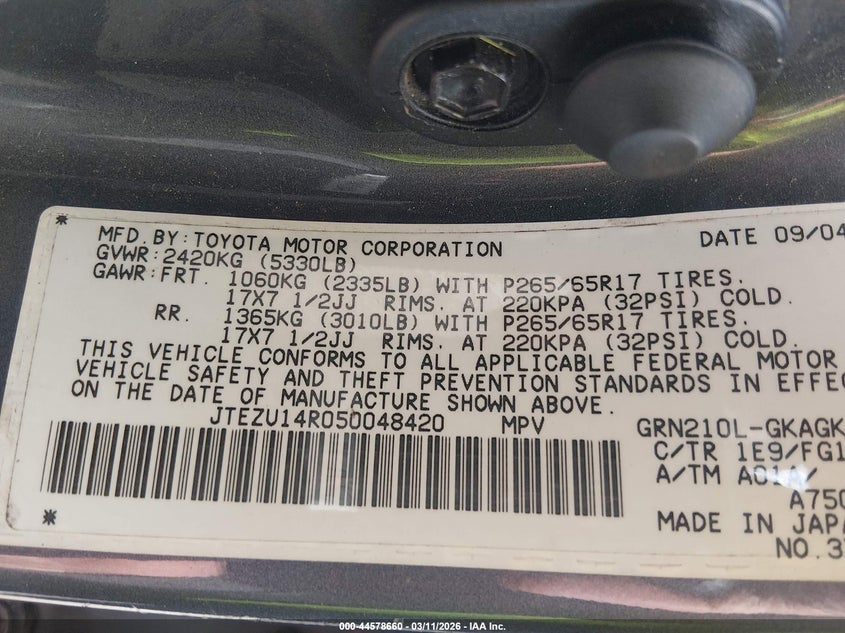 MFD.BY:TOYOTA MOTOR CORPORATION DATE 09/04
GVWR:2420KG (5330LB)
GAWR:FRT. 1060KG (2335LB) WITH P265/65R17 TIRES.
17X7 1/2JJ RIMS. AT 220KPA (32PSI) COLD.
RR. 1365KG (3010LB) WITH P265/65R17 TIRES.
17X7 1/2JJ RIMS. AT 220KPA (32PSI) COLD.
THIS VEHICLE CONFORMS TO ALL APPLICABLE FEDERAL MOTOR
VEHICLE SAFETY AND THEFT PREVENTION STANDARDS IN EFFEC
ON THE DATE OF MANUFACTURE SHOWN ABOVE.
JTEZU14R050048420 MPV GRN210L-GKAGK
C/TR 1E9/FG1
A/TM A01A/
A750
MADE IN JAPA
NO.37
000-44578660 - 03/11/2026 - IAA Inc.